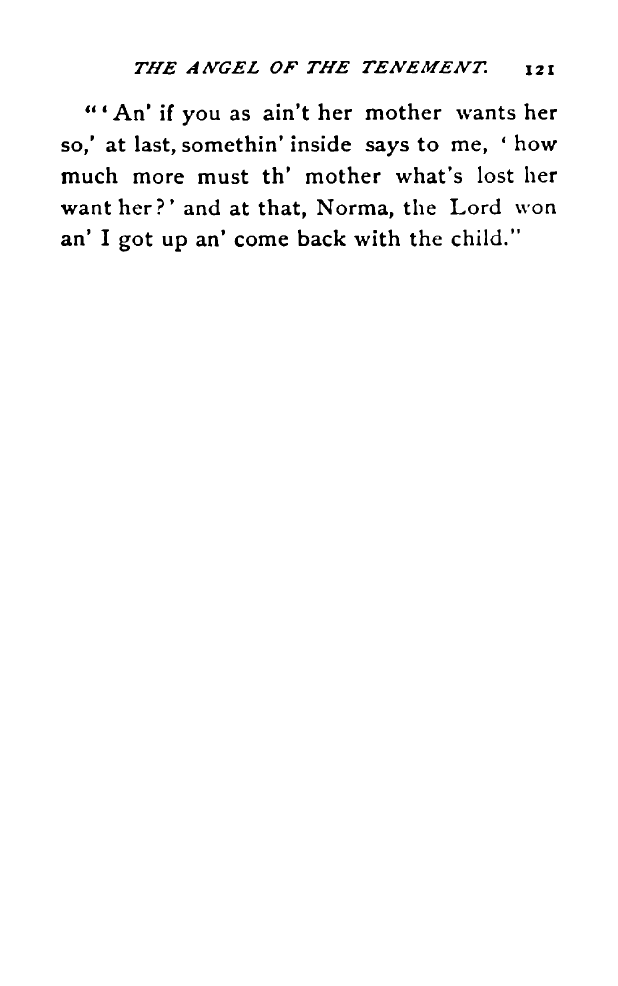 THE ANGEL OF THE TENEMENT. 121
“‘An’ if you as ain’t her mother wants her
so,’ at last, somethin’ inside says to me, ‘how
much more must th’ mother what’s lost her
want her?’ and at that, Norma, the Lord won
an’ I got up an’ come back with the child.”